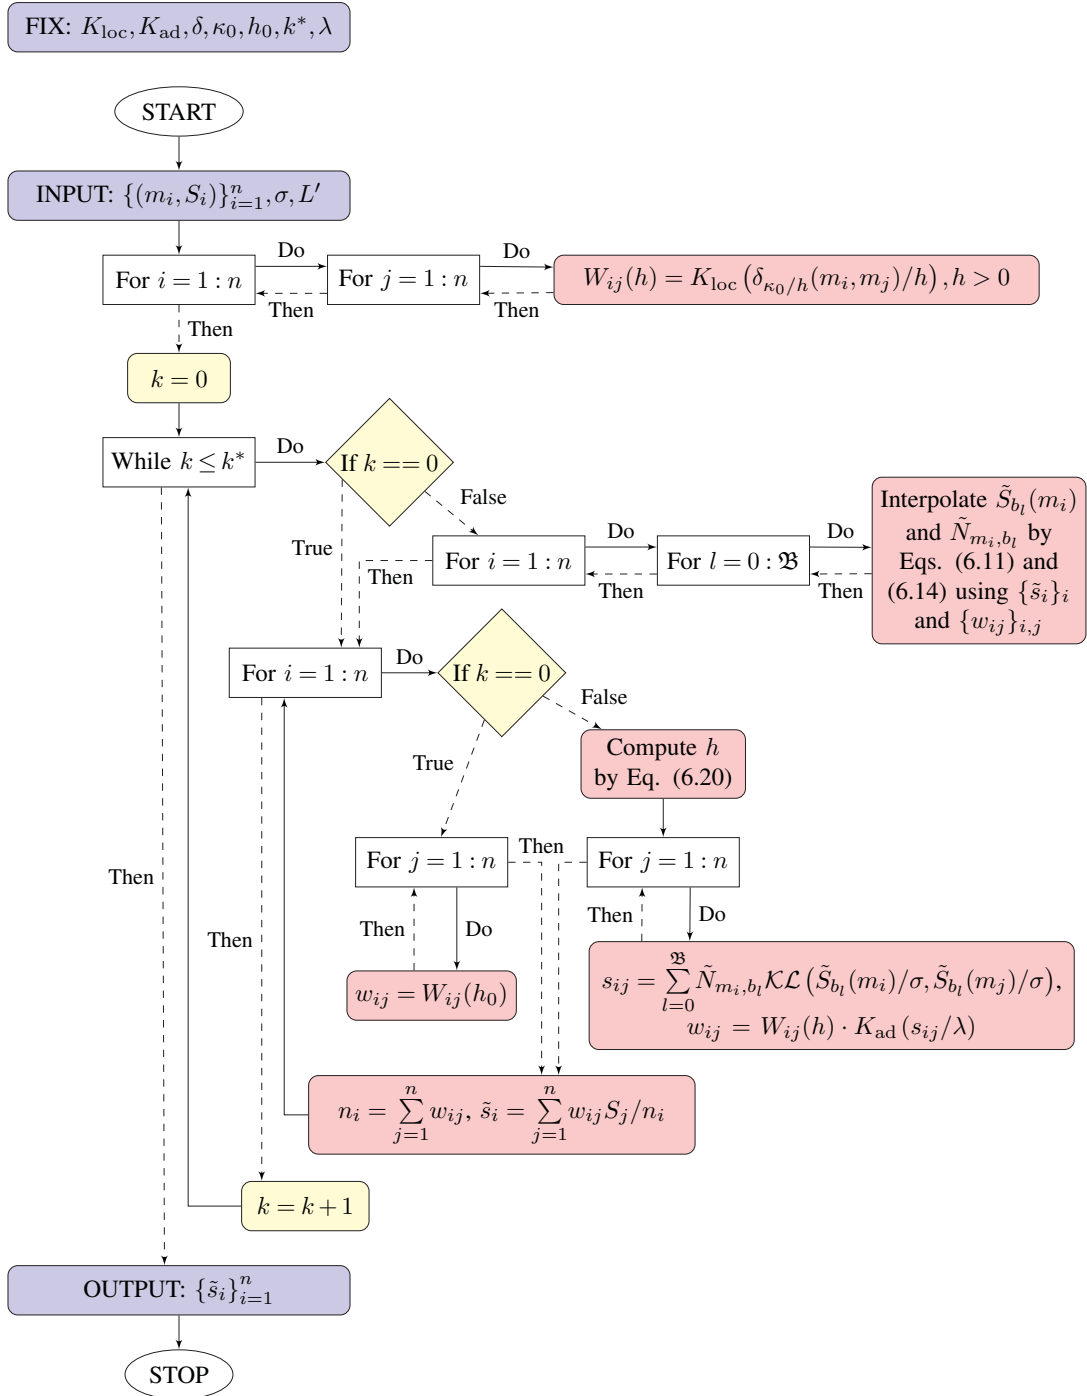 FIX: K_loc, K_ad, δ, κ_0, h_0, k*, λ
START
INPUT: {(m_i, S_i)}_{i=1}^n, σ, L′
For i = 1 : n
Do
Then
For j = 1 : n
Do
Then
W_ij(h) = K_loc (δ_{κ_0/h}(m_i, m_j)/h), h > 0
Then
k = 0
While k ≤ k*
Do
If k == 0
False
True
For i = 1 : n
Do
Then
For l = 0 : 𝔅
Do
Then
Interpolate S̃_{b_l}(m_i)
and Ñ_{m_i,b_l} by
Eqs. (6.11) and
(6.14) using {s̃_i}_i
and {w_ij}_{i,j}
Then
For i = 1 : n
Do
If k == 0
False
True
Compute h
by Eq. (6.20)
For j = 1 : n
Then
For j = 1 : n
Then
Then
Do
Then
Do
Then
w_ij = W_ij(h_0)
s_ij = ∑_{l=0}^{𝔅} Ñ_{m_i,b_l} 𝒦ℒ (S̃_{b_l}(m_i)/σ, S̃_{b_l}(m_j)/σ),
w_ij = W_ij(h) · K_ad (s_ij/λ)
n_i = ∑_{j=1}^n w_ij, s̃_i = ∑_{j=1}^n w_ij S_j/n_i
k = k + 1
OUTPUT: {s̃_i}_{i=1}^n
STOP